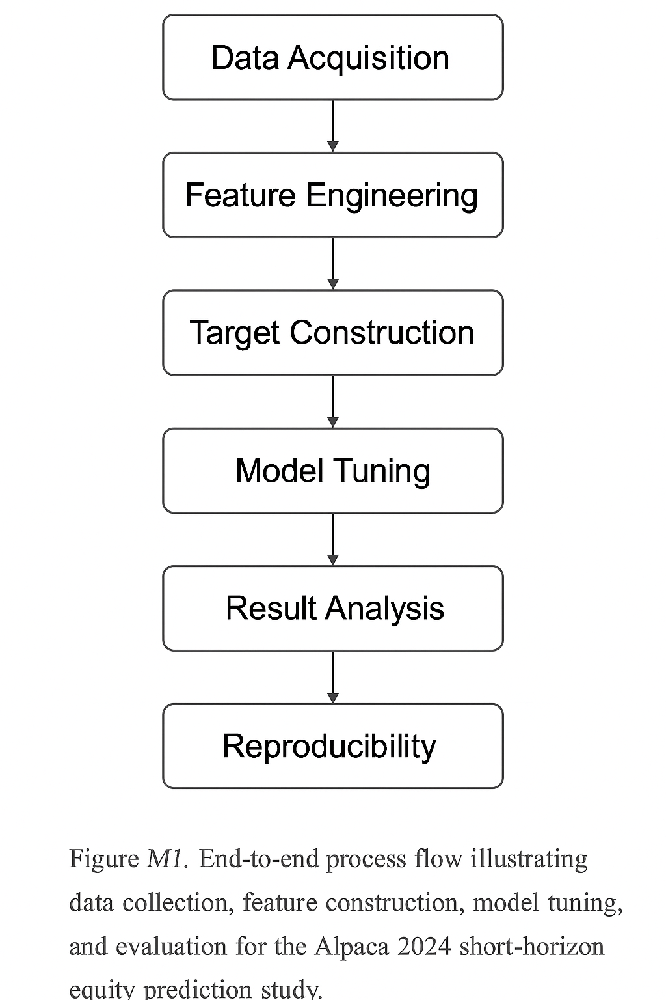 Data Acquisition
Feature Engineering
Target Construction
Model Tuning
Result Analysis
Reproducibility
Figure M1. End-to-end process flow illustrating
data collection, feature construction, model tuning,
and evaluation for the Alpaca 2024 short-horizon
equity prediction study.